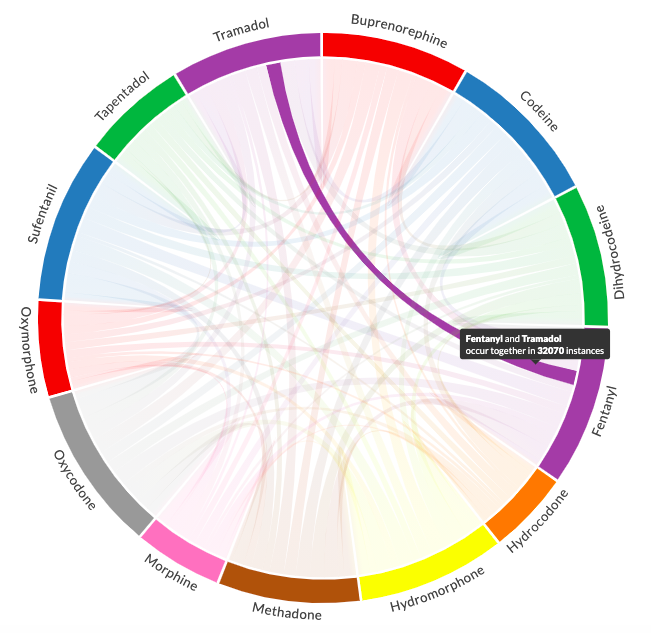 Tramadol
Buprenorephine
Codeine
Dihydrocodeine
Fentanyl and Tramadol
occur together in 32070 instances
Fentanyl
Hydrocodone
Hydromorphone
Methadone
Morphine
Oxycodone
Oxymorphone
Sufentanil
Tapentadol